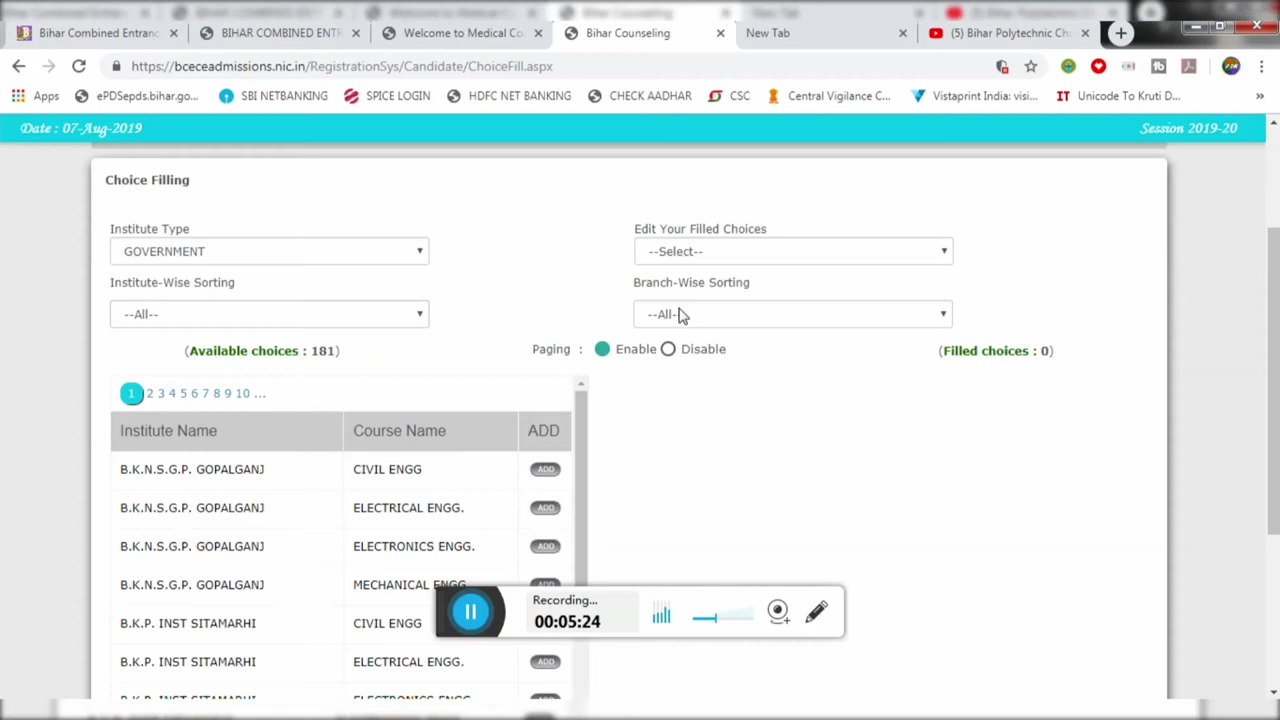 Bihar Combined Entranc
BIHAR COMBINED ENTR
Welcome to Medical CO
Bihar Counseling
New Tab
(5) Bihar Polytechnic Ch
https://bceceadmissions.nic.in/RegistrationSys/Candidate/ChoiceFill.aspx
Apps
ePDSepds.bihar.go...
SBI NETBANKING
SPICE LOGIN
HDFC NET BANKING
CHECK AADHAR
CSC
Central Vigilance C...
Vistaprint India: visi...
IT Unicode To Kruti D...
»
Date : 07-Aug-2019
Session 2019-20
Choice Filling
Institute Type
Edit Your Filled Choices
GOVERNMENT
--Select--
Institute-Wise Sorting
Branch-Wise Sorting
--All--
--All--
(Available choices : 181)
Paging : Enable Disable
(Filled choices : 0)
1 2 3 4 5 6 7 8 9 10 ...
Institute Name Course Name ADD
B.K.N.S.G.P. GOPALGANJ CIVIL ENGG ADD
B.K.N.S.G.P. GOPALGANJ ELECTRICAL ENGG. ADD
B.K.N.S.G.P. GOPALGANJ ELECTRONICS ENGG. ADD
B.K.N.S.G.P. GOPALGANJ MECHANICAL ENGG ADD
B.K.P. INST SITAMARHI CIVIL ENGG
B.K.P. INST SITAMARHI ELECTRICAL ENGG. ADD
B.K.P. INST SITAMARHI ELECTRONICS ENGG
Recording...
00:05:24